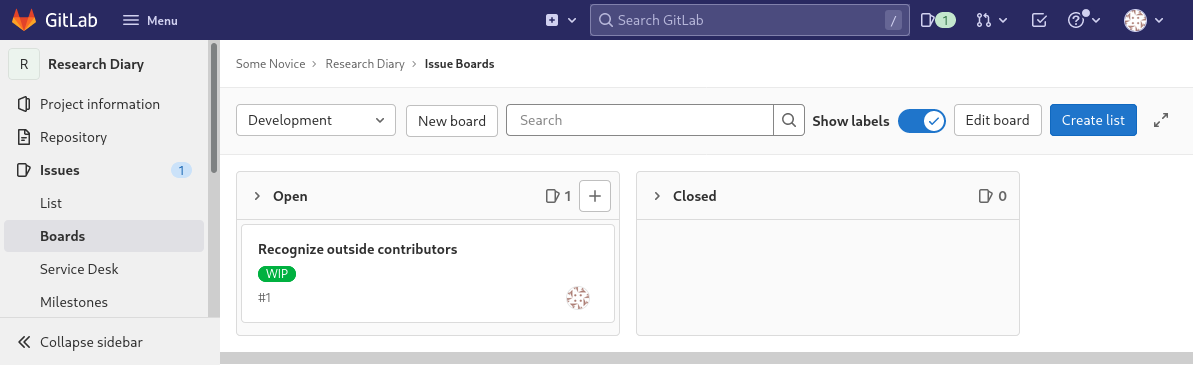 GitLab Menu Search GitLab / 1
R Research Diary
Some Novice > Research Diary > Issue Boards
Project information
Development New board Search Show labels Edit board Create list
Repository
Issues 1
List
Boards
Service Desk
Milestones
Collapse sidebar
Open 1 +
Recognize outside contributors
WIP
#1
Closed 0